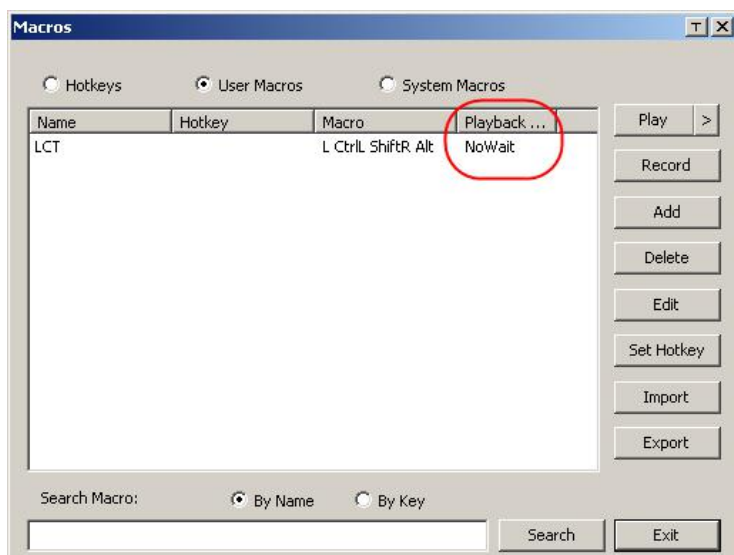 Macros
Hotkeys User Macros System Macros
Name Hotkey Macro Playback ... Play >
LCT L CtrlL ShiftR Alt NoWait
Record
Add
Delete
Edit
Set Hotkey
Import
Export
Search Macro: By Name By Key
Search Exit